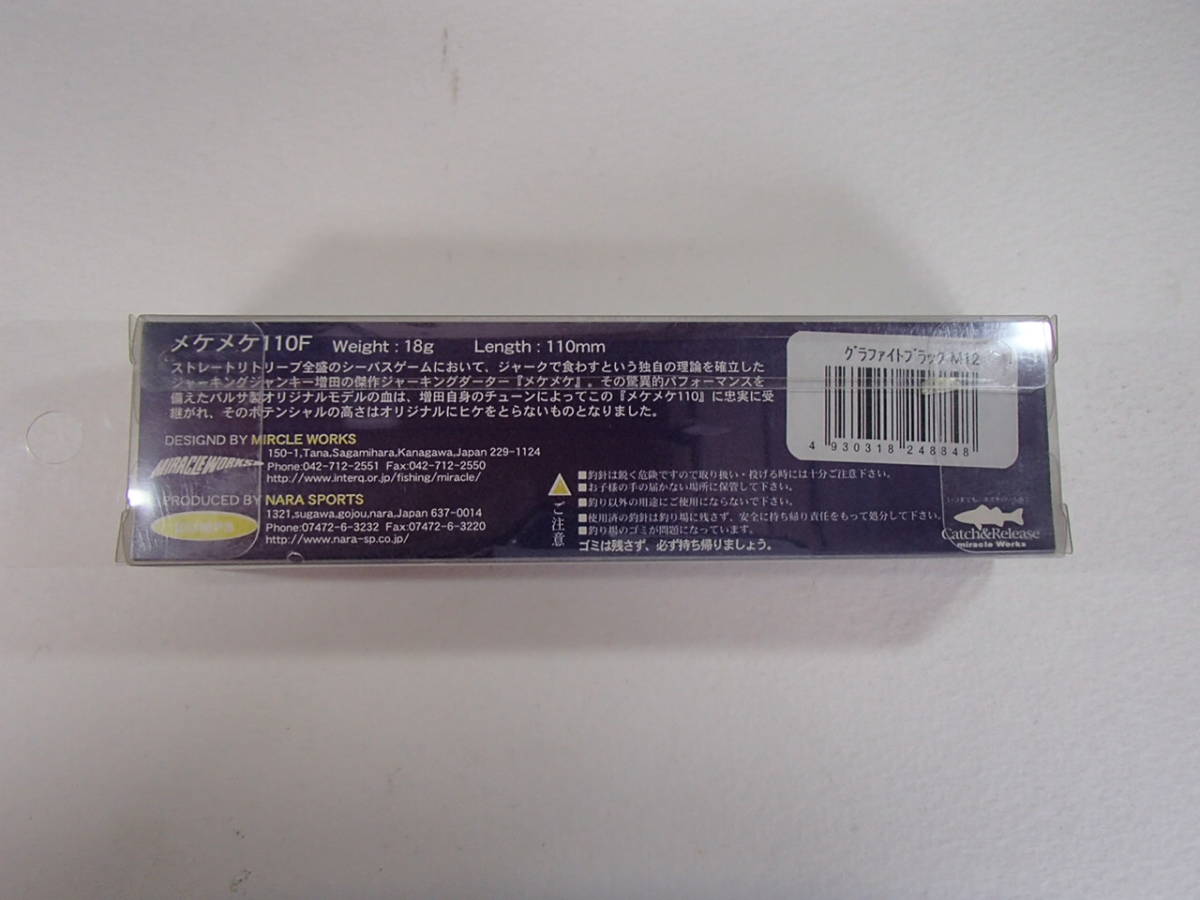 メケメケ110F Weight : 18g Length : 110mm
ストレートリトリーブ全盛のシーバスゲームにおいて、ジャークで食わすという独自の理論を確立した
ジャーキングジャンキー増田の傑作ジャーキングダーター『メケメケ』。その驚異的パフォーマンスを
備えたバルサ製オリジナルモデルの血は、増田自身のチューンによってこの『メケメケ110』に忠実に受
継がれ、そのポテンシャルの高さはオリジナルにヒケをとらないものとなりました。
DESIGND BY MIRCLE WORKS
150-1,Tana,Sagamihara,Kanagawa,Japan 229-1124
MIRACLE WORKS
Phone:042-712-2551 Fax:042-712-2550
http://www.interq.or.jp/fishing/miracle/
PRODUCED BY NARA SPORTS
1321,sugawa,gojou,nara,Japan 637-0014
Phone:07472-6-3232 Fax:07472-6-3220
http://www.nara-sp.co.jp/
ご注意
■釣針は鋭く危険ですので取り扱い・投げる時には十分ご注意下さい。
■お子様の手の届かない場所に保管して下さい。
■釣り以外の用途にご使用にならないで下さい。
■使用済の釣針は釣り場に残さず、安全に持ち帰り責任をもって処分して下さい。
■釣り場のゴミが問題になっています。
ゴミは残さず、必ず持ち帰りましょう。
グラファイトブラック M12
4 930318 248848
Catch&Release
miracle Works